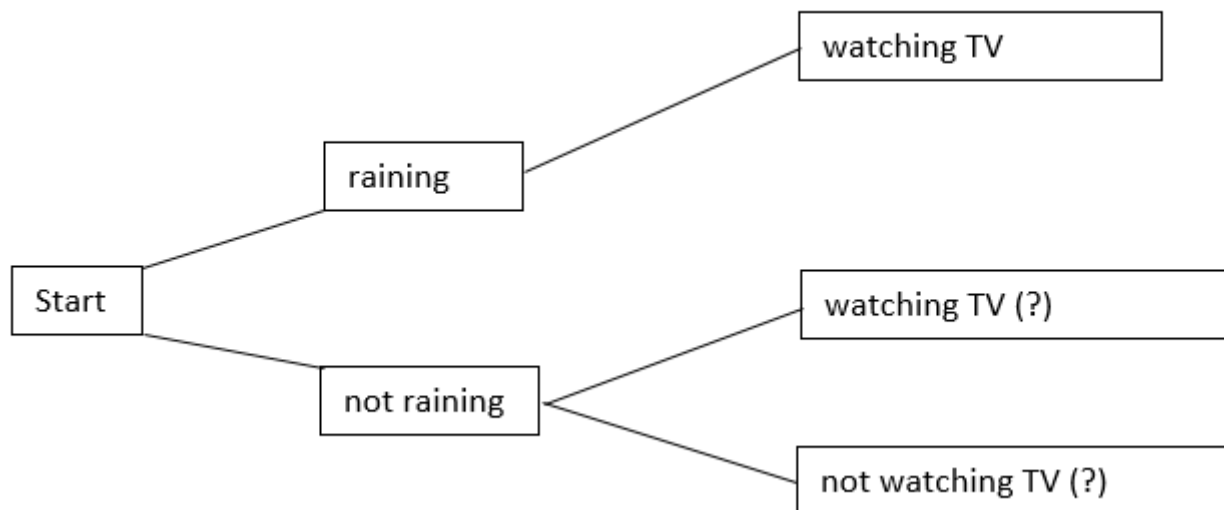 watching TV
raining
Start
watching TV (?)
not raining
not watching TV (?)